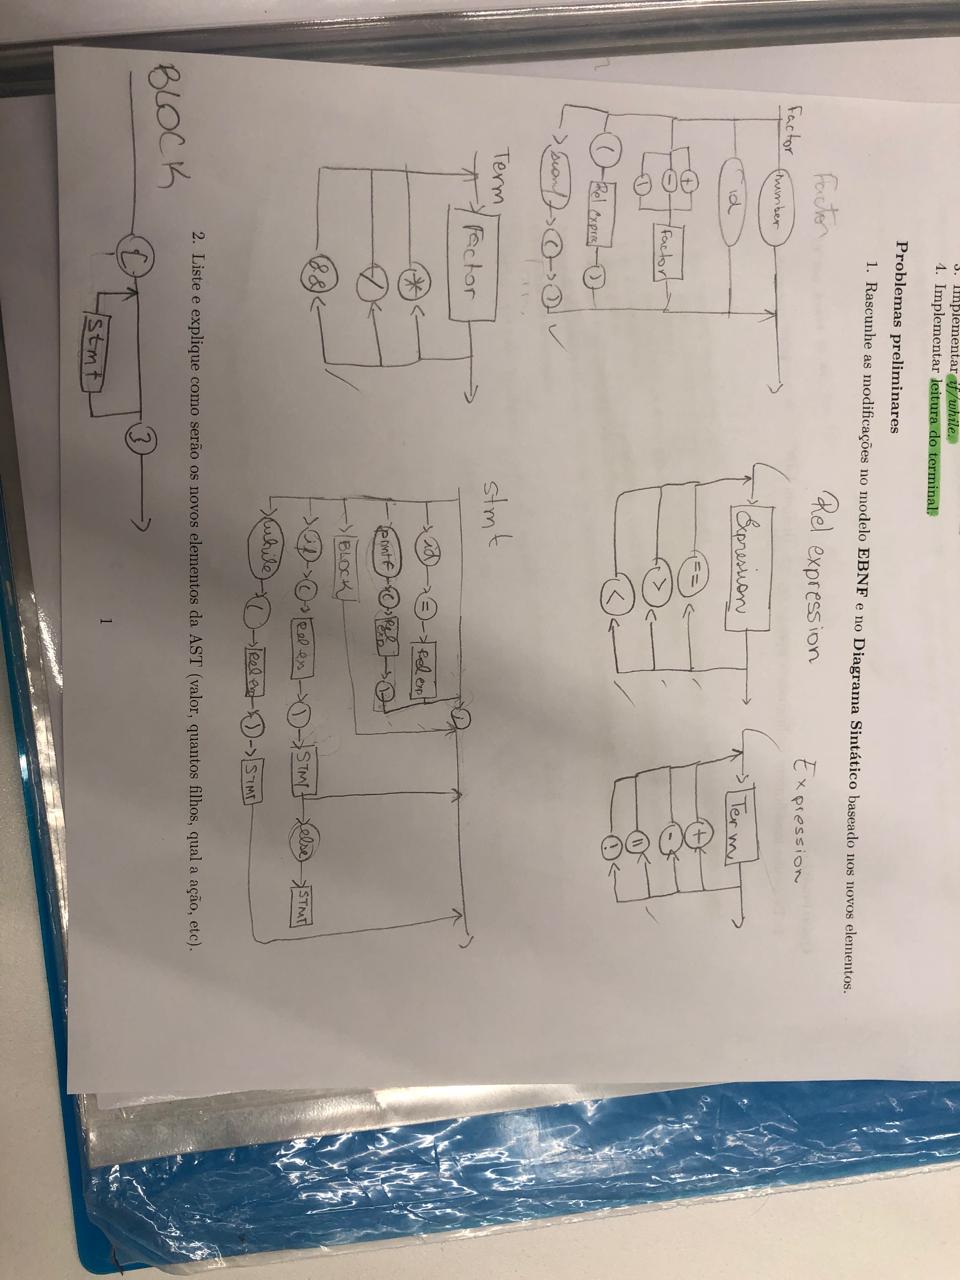 3. Implementar if/while.
4. Implementar leitura do terminal.
Problemas preliminares
1. Rascunhe as modificações no modelo EBNF e no Diagrama Sintático baseado nos novos elementos.
Factor
Factor number
id
+
-
!
Factor
( Rel expres )
scanf ( )
Rel expression
Expression
==
>
<
Expression
Term
+
-
||
!
Term
Factor
*
/
&&
stmt
;
id = Rel exp
printf ( Rel exp )
BLOCK
if ( Rel ex ) STMT else STMT
while ( Rel ex ) STMT
2. Liste e explique como serão os novos elementos da AST (valor, quantos filhos, qual a ação, etc).
BLOCK
{ }
stmt
1